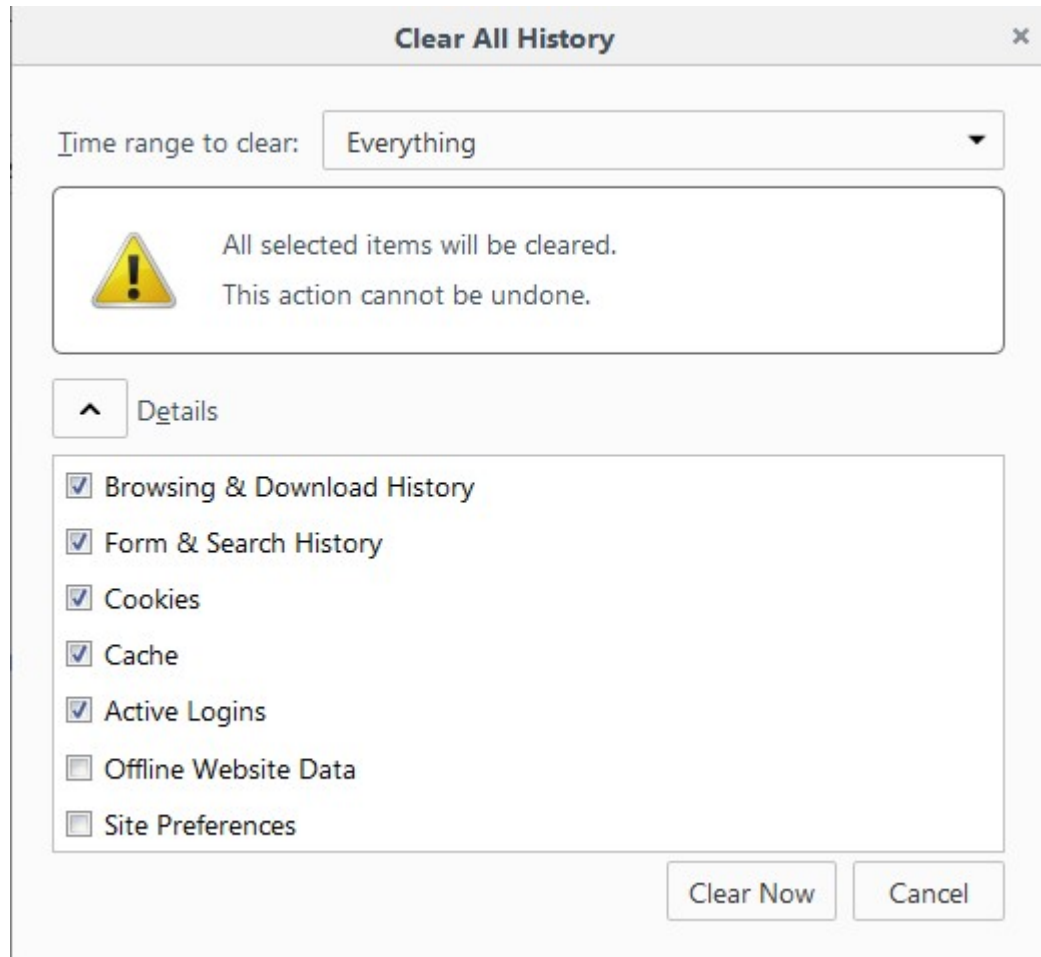 Clear All History
Time range to clear: Everything
All selected items will be cleared.
This action cannot be undone.
Details
Browsing & Download History
Form & Search History
Cookies
Cache
Active Logins
Offline Website Data
Site Preferences
Clear Now Cancel